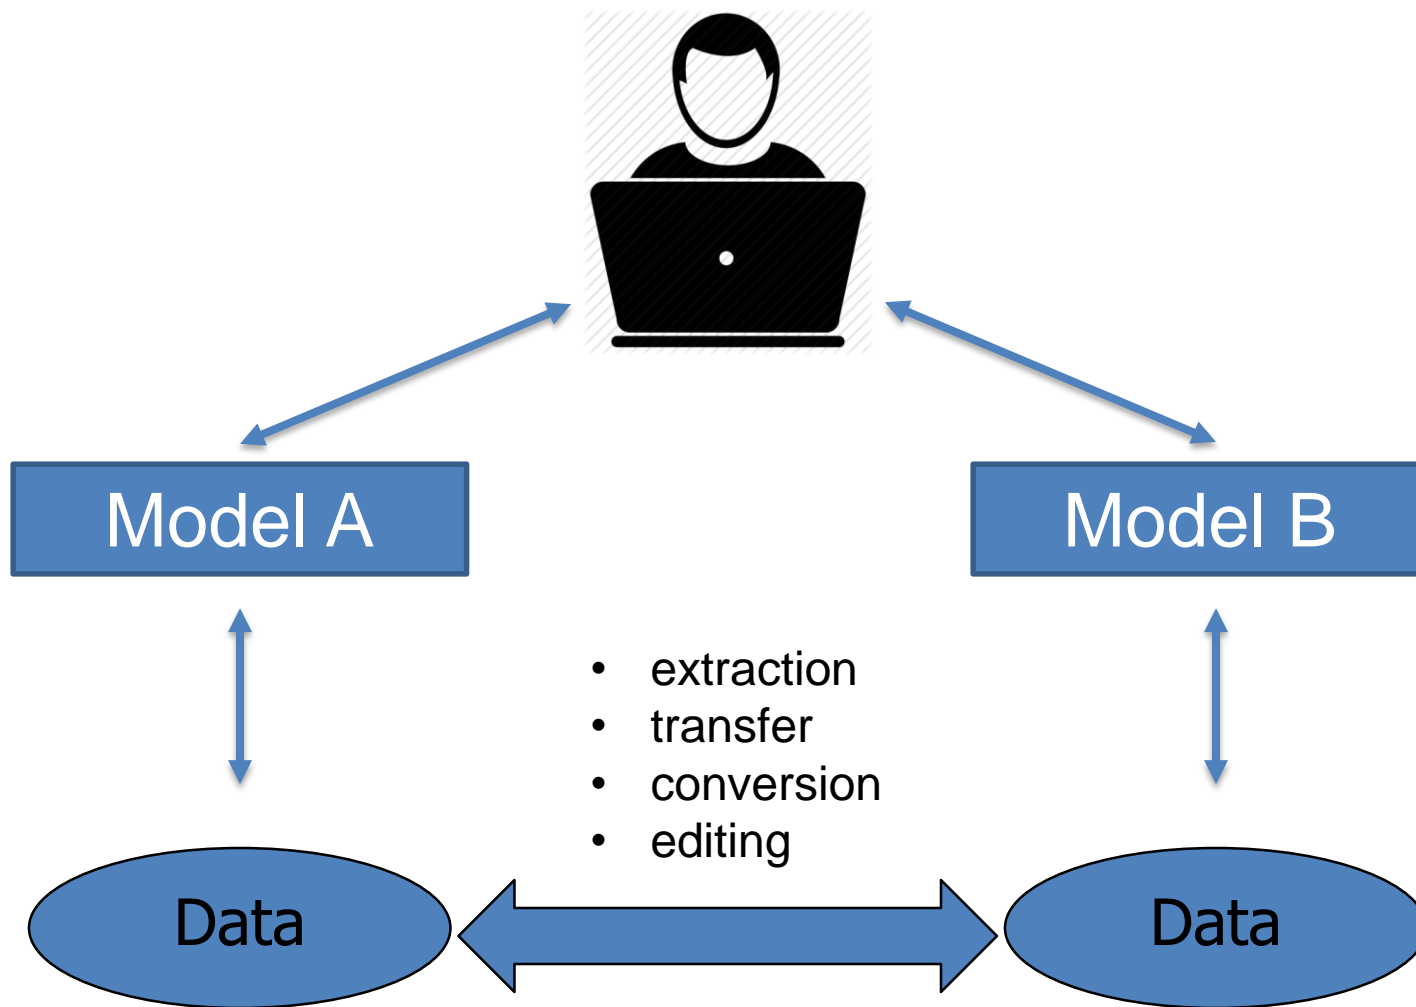 Model A
Model B
• extraction
• transfer
• conversion
• editing
Data
Data